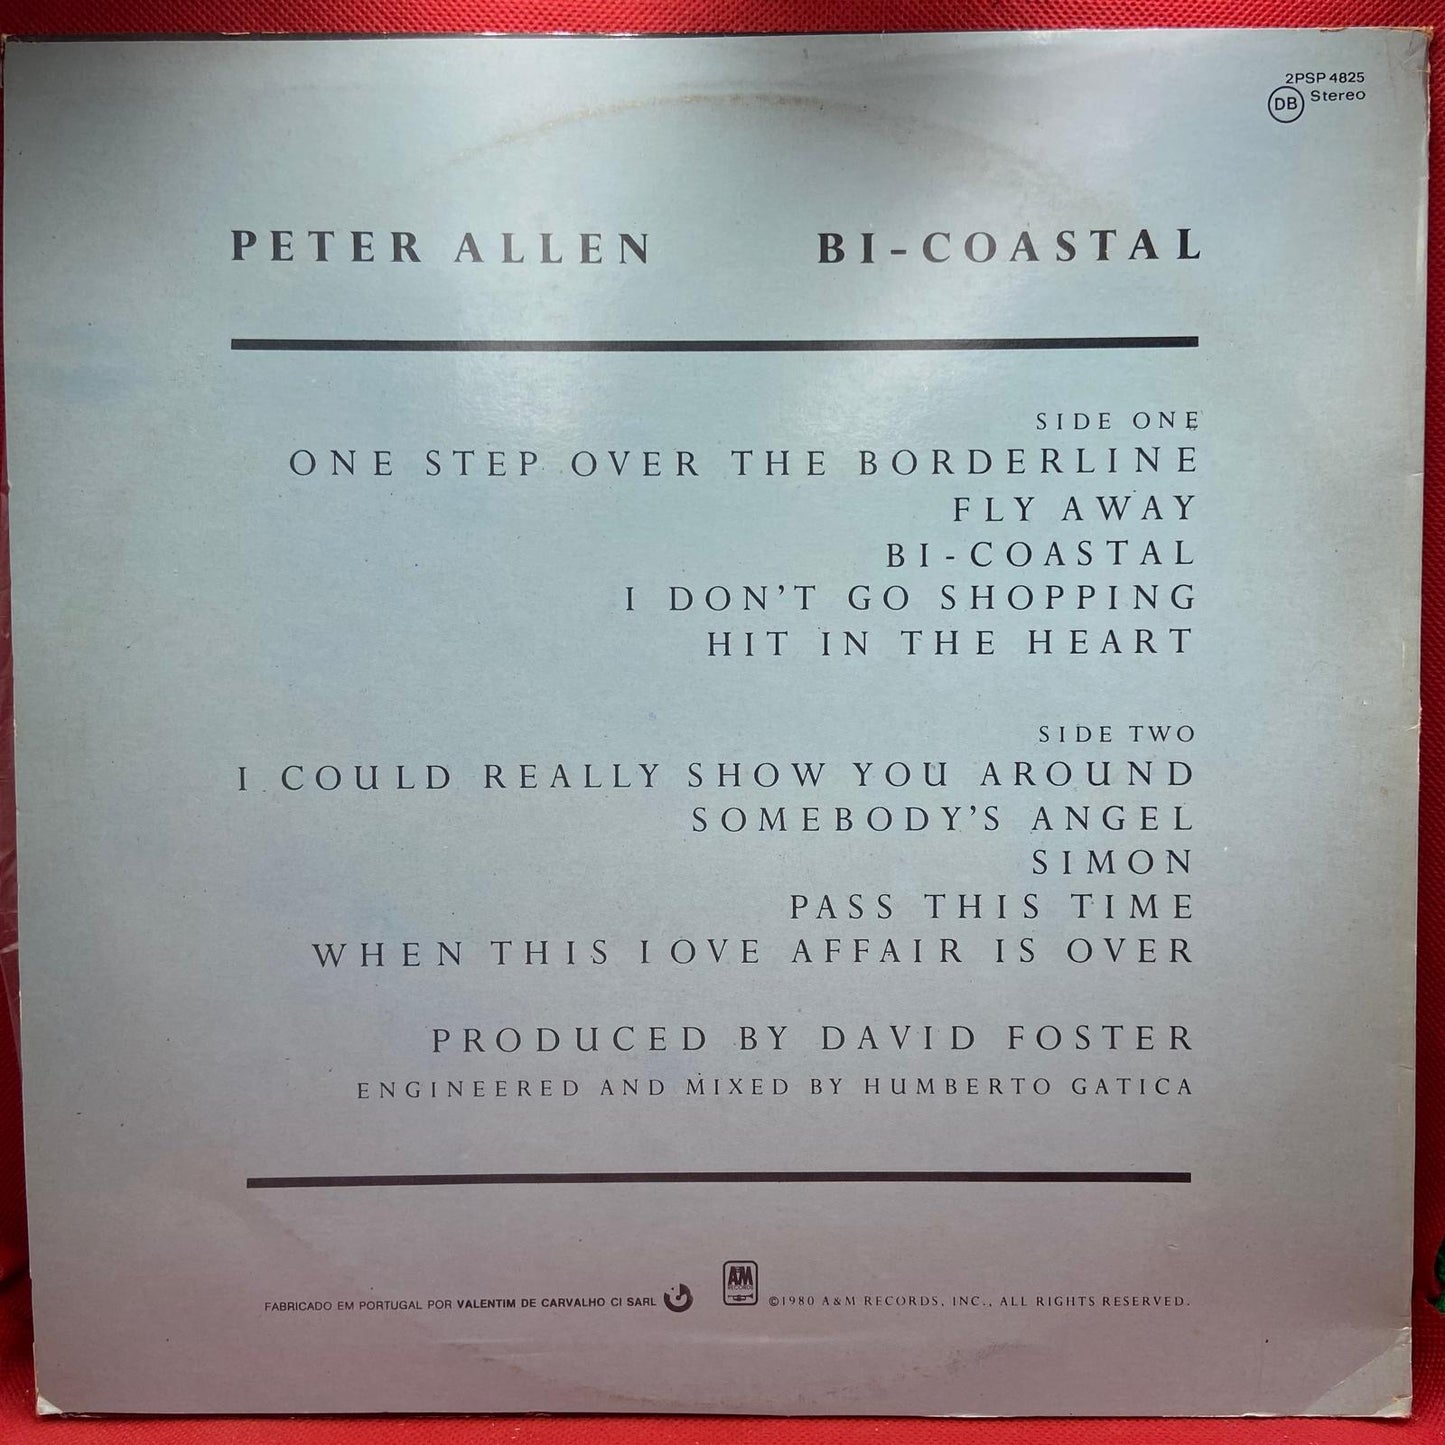 2PSP 4825
DB Stereo
PETER ALLEN BI-COASTAL
SIDE ONE
ONE STEP OVER THE BORDERLINE
FLY AWAY
BI-COASTAL
I DON'T GO SHOPPING
HIT IN THE HEART
SIDE TWO
I COULD REALLY SHOW YOU AROUND
SOMEBODY'S ANGEL
SIMON
PASS THIS TIME
WHEN THIS LOVE AFFAIR IS OVER
PRODUCED BY DAVID FOSTER
ENGINEERED AND MIXED BY HUMBERTO GATICA
FABRICADO EM PORTUGAL POR VALENTIM DE CARVALHO CI SARL
A&M RECORDS
©1980 A&M RECORDS, INC., ALL RIGHTS RESERVED.